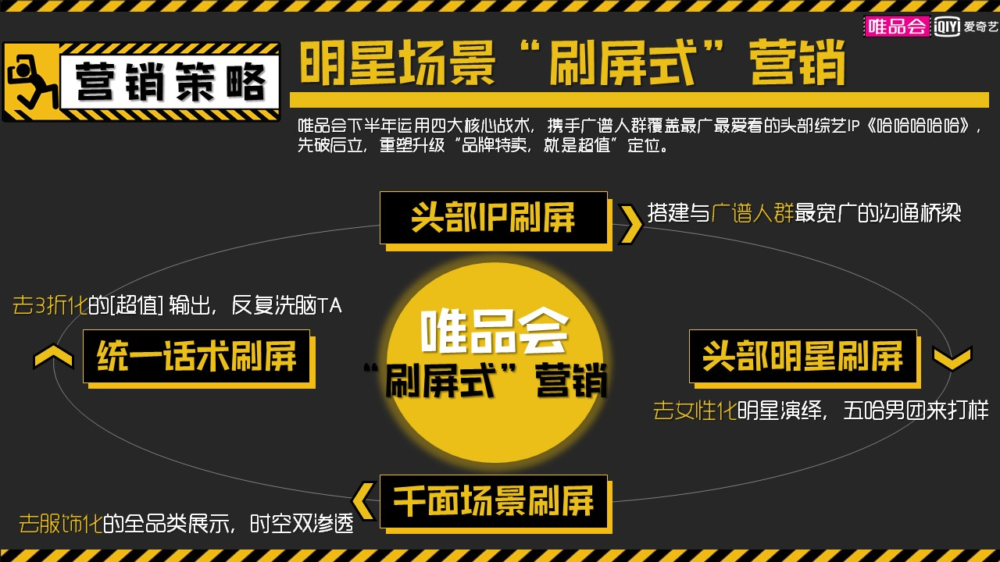 唯品会 iQIYI 爱奇艺
营销策略
明星场景“刷屏式”营销
唯品会下半年运用四大核心战术，携手广谱人群覆盖最广最爱看的头部综艺IP《哈哈哈哈哈》，
先破后立，重塑升级“品牌特卖，就是超值”定位。
头部IP刷屏
搭建与广谱人群最宽广的沟通桥梁
去3折化的[超值]输出，反复洗脑TA
统一话术刷屏
唯品会
“刷屏式”营销
头部明星刷屏
去女性化明星演绎，五哈男团来打样
千面场景刷屏
去服饰化的全品类展示，时空双渗透